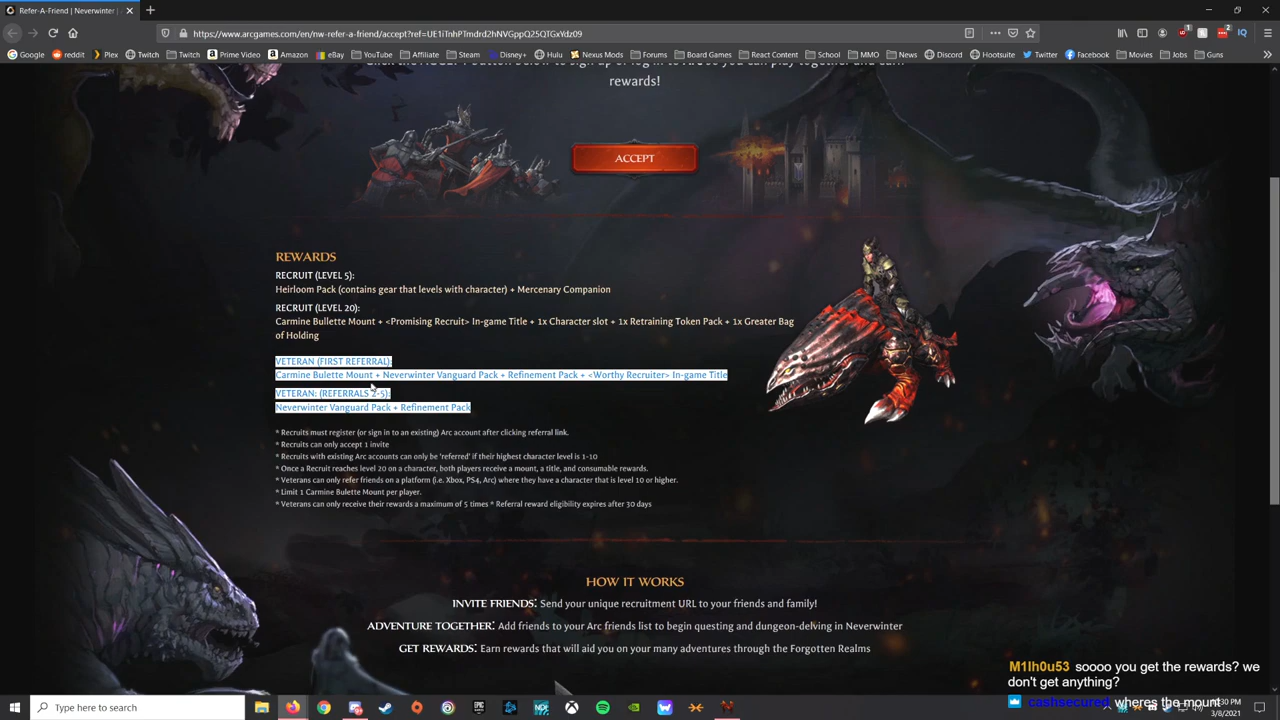 Refer-A-Friend | Neverwinter |
https://www.arcgames.com/en/nw-refer-a-friend/accept?ref=UE1iTnhPTmdrd2hNVGppQ25QTGxYdz09
Google reddit Plex Twitch Twitch Prime Video Amazon eBay YouTube Affiliate Steam Disney+ Hulu Nexus Mods Forums Board Games React Content School MMO News Discord Hootsuite Twitter Facebook Movies Jobs Guns
rewards!
ACCEPT
REWARDS
RECRUIT (LEVEL 5):
Heirloom Pack (contains gear that levels with character) + Mercenary Companion
RECRUIT (LEVEL 20):
Carmine Bullette Mount + <Promising Recruit> In-game Title + 1x Character slot + 1x Retraining Token Pack + 1x Greater Bag
of Holding
VETERAN (FIRST REFERRAL):
Carmine Bulette Mount + Neverwinter Vanguard Pack + Refinement Pack + <Worthy Recruiter> In-game Title
VETERAN: (REFERRALS 2-5):
Neverwinter Vanguard Pack + Refinement Pack
* Recruits must register (or sign in to an existing) Arc account after clicking referral link.
* Recruits can only accept 1 invite
* Recruits with existing Arc accounts can only be 'referred' if their highest character level is 1-10
* Once a Recruit reaches level 20 on a character, both players receive a mount, a title, and consumable rewards.
* Veterans can only refer friends on a platform (i.e. Xbox, PS4, Arc) where they have a character that is level 10 or higher.
* Limit 1 Carmine Bulette Mount per player.
* Veterans can only receive their rewards a maximum of 5 times * Referral reward eligibility expires after 30 days
HOW IT WORKS
INVITE FRIENDS: Send your unique recruitment URL to your friends and family!
ADVENTURE TOGETHER: Add friends to your Arc friends list to begin questing and dungeon-delving in Neverwinter
GET REWARDS: Earn rewards that will aid you on your many adventures through the Forgotten Realms
M1lh0u53 soooo you get the rewards? we
don't get anything?
cashsecured wheres the mount
Type here to search
:30 PM
3/8/2021